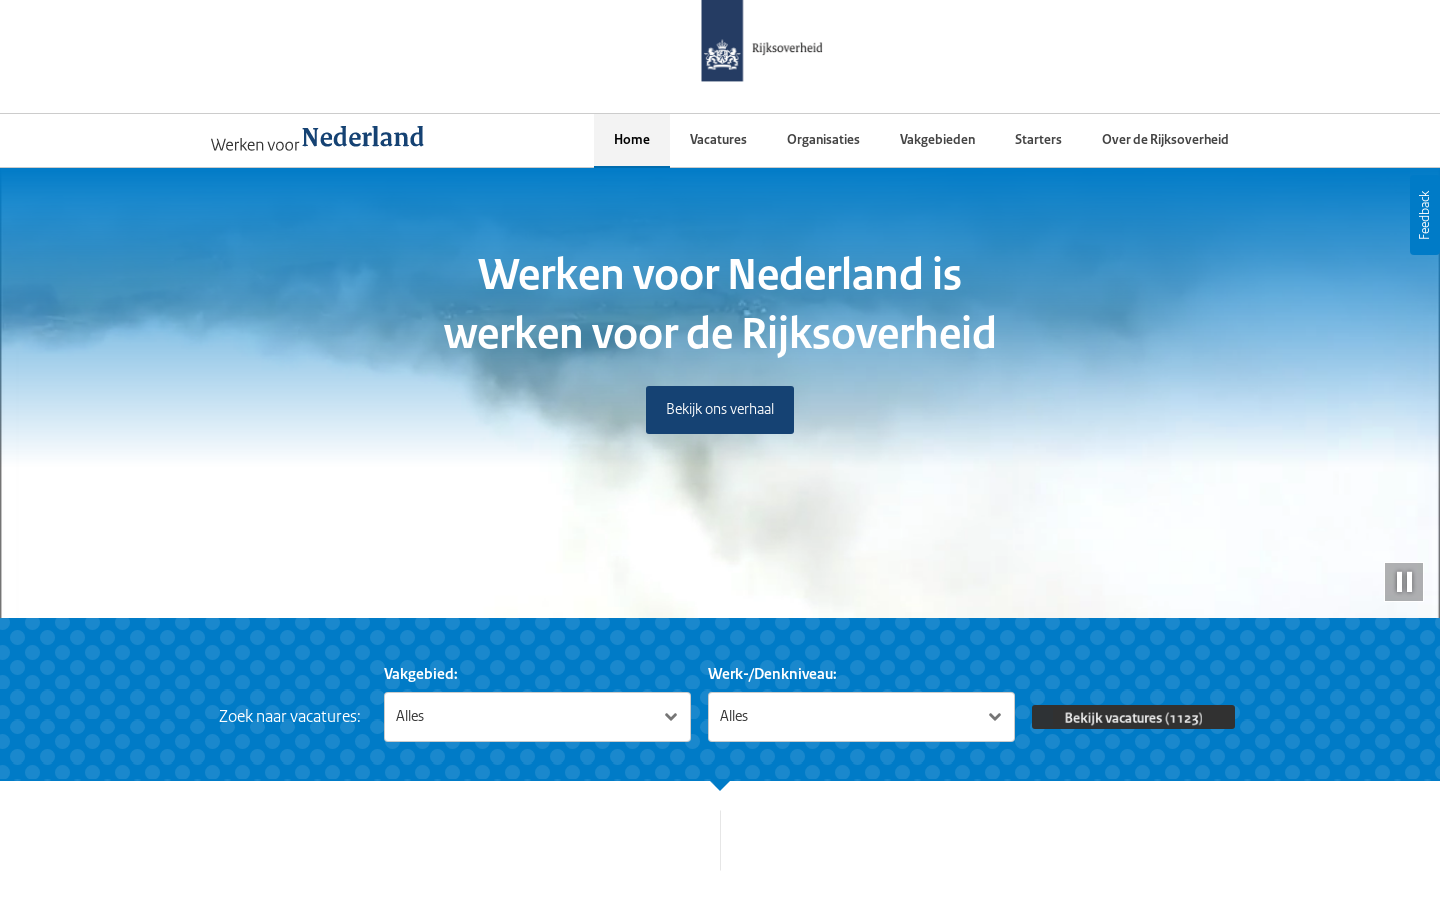 Rijksoverheid
Werken voor Nederland
Home
Vacatures
Organisaties
Vakgebieden
Starters
Over de Rijksoverheid
Feedback
Werken voor Nederland is
werken voor de Rijksoverheid
Bekijk ons verhaal
Vakgebied:
Werk-/Denkniveau:
Zoek naar vacatures:
Alles
Alles
Bekijk vacatures (1123)